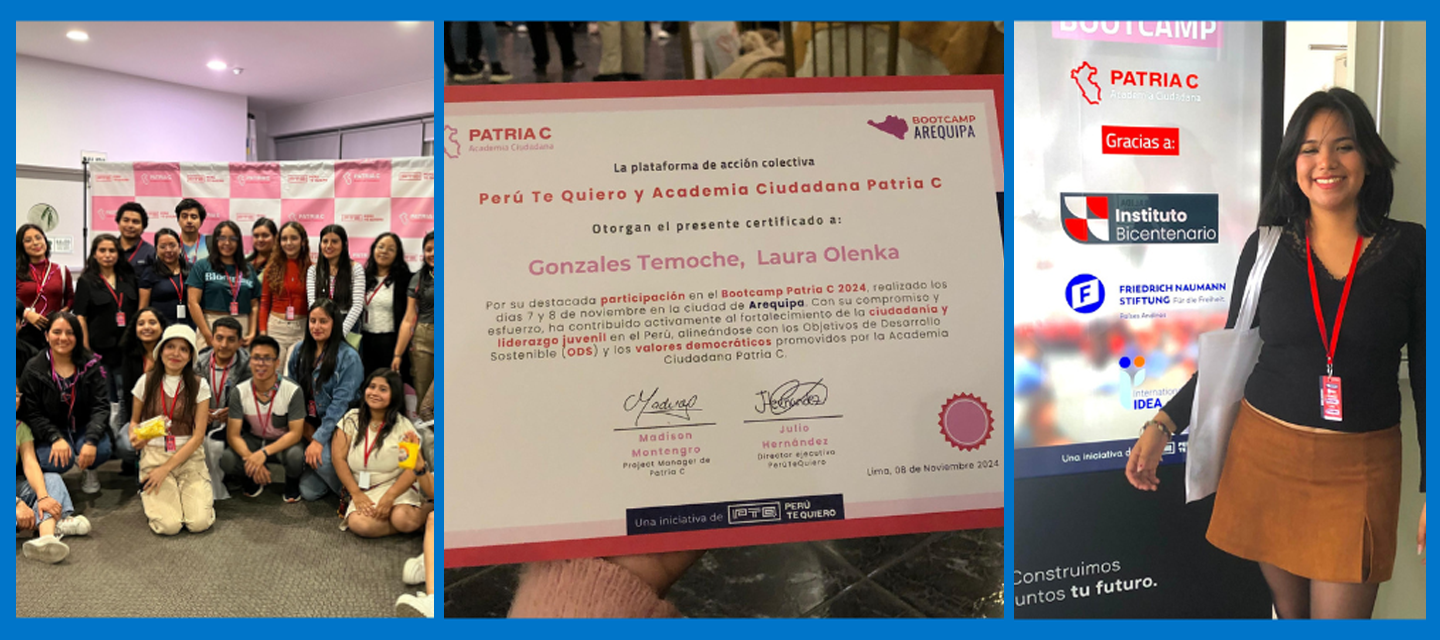 PATRIA C
Academia Ciudadana
BOOTCAMP
AREQUIPA
La plataforma de acción colectiva
Perú Te Quiero y Academia Ciudadana Patria C
Otorgan el presente certificado a:
Gonzales Temoche, Laura Olenka
Por su destacada participación en el Bootcamp Patria C 2024, realizado los
días 7 y 8 de noviembre en la ciudad de Arequipa. Con su compromiso y
esfuerzo, ha contribuido activamente al fortalecimiento de la ciudadanía y
liderazgo juvenil en el Perú, alineándose con los Objetivos de Desarrollo
Sostenible (ODS) y los valores democráticos promovidos por la Academia
Ciudadana Patria C.
Madison
Montengro
Project Manager de
Patria C
Julio
Hernández
Director ejecutivo
PerúTeQuiero
Lima, 08 de Noviembre 2024
Una iniciativa de PTQ PERÚ
TE QUIERO
BOOTCAMP
PATRIA C
Academia Ciudadana
Gracias a:
Instituto
Bicentenario
FRIEDRICH NAUMANN
STIFTUNG Für die Freiheit.
Países Andinos
International
IDEA
Una iniciativa d
Construimos
untos tu futuro.